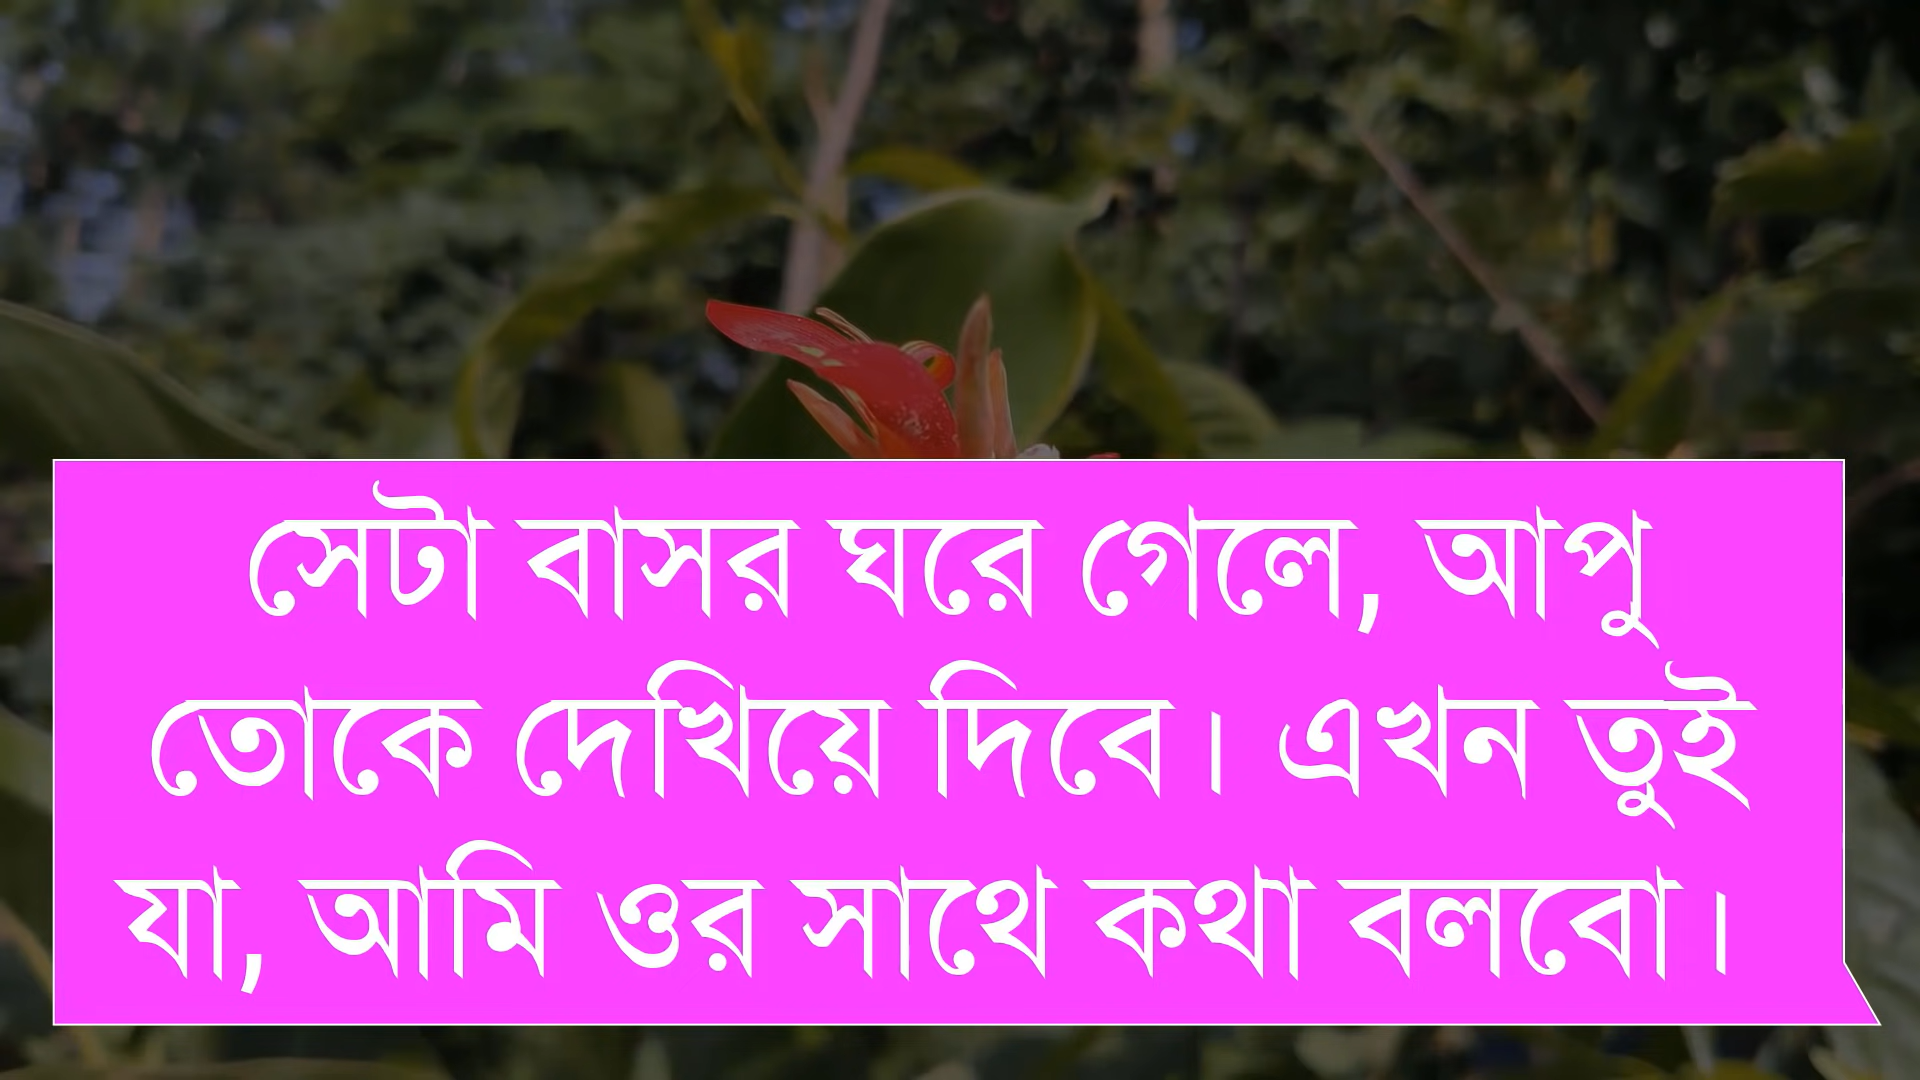 সেটা বাসর ঘরে গেলে, আপু
তোকে দেখিয়ে দিবে। এখন তুই
যা, আমি ওর সাথে কথা বলবো।